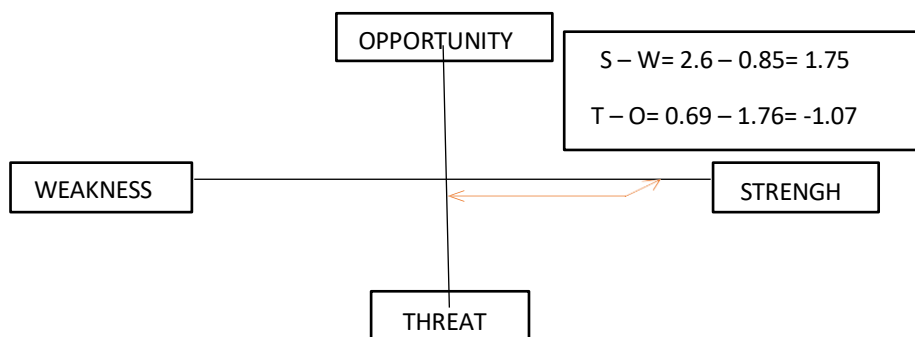 OPPORTUNITY
S – W= 2.6 – 0.85= 1.75
T – O= 0.69 – 1.76= -1.07
WEAKNESS
STRENGH
THREAT